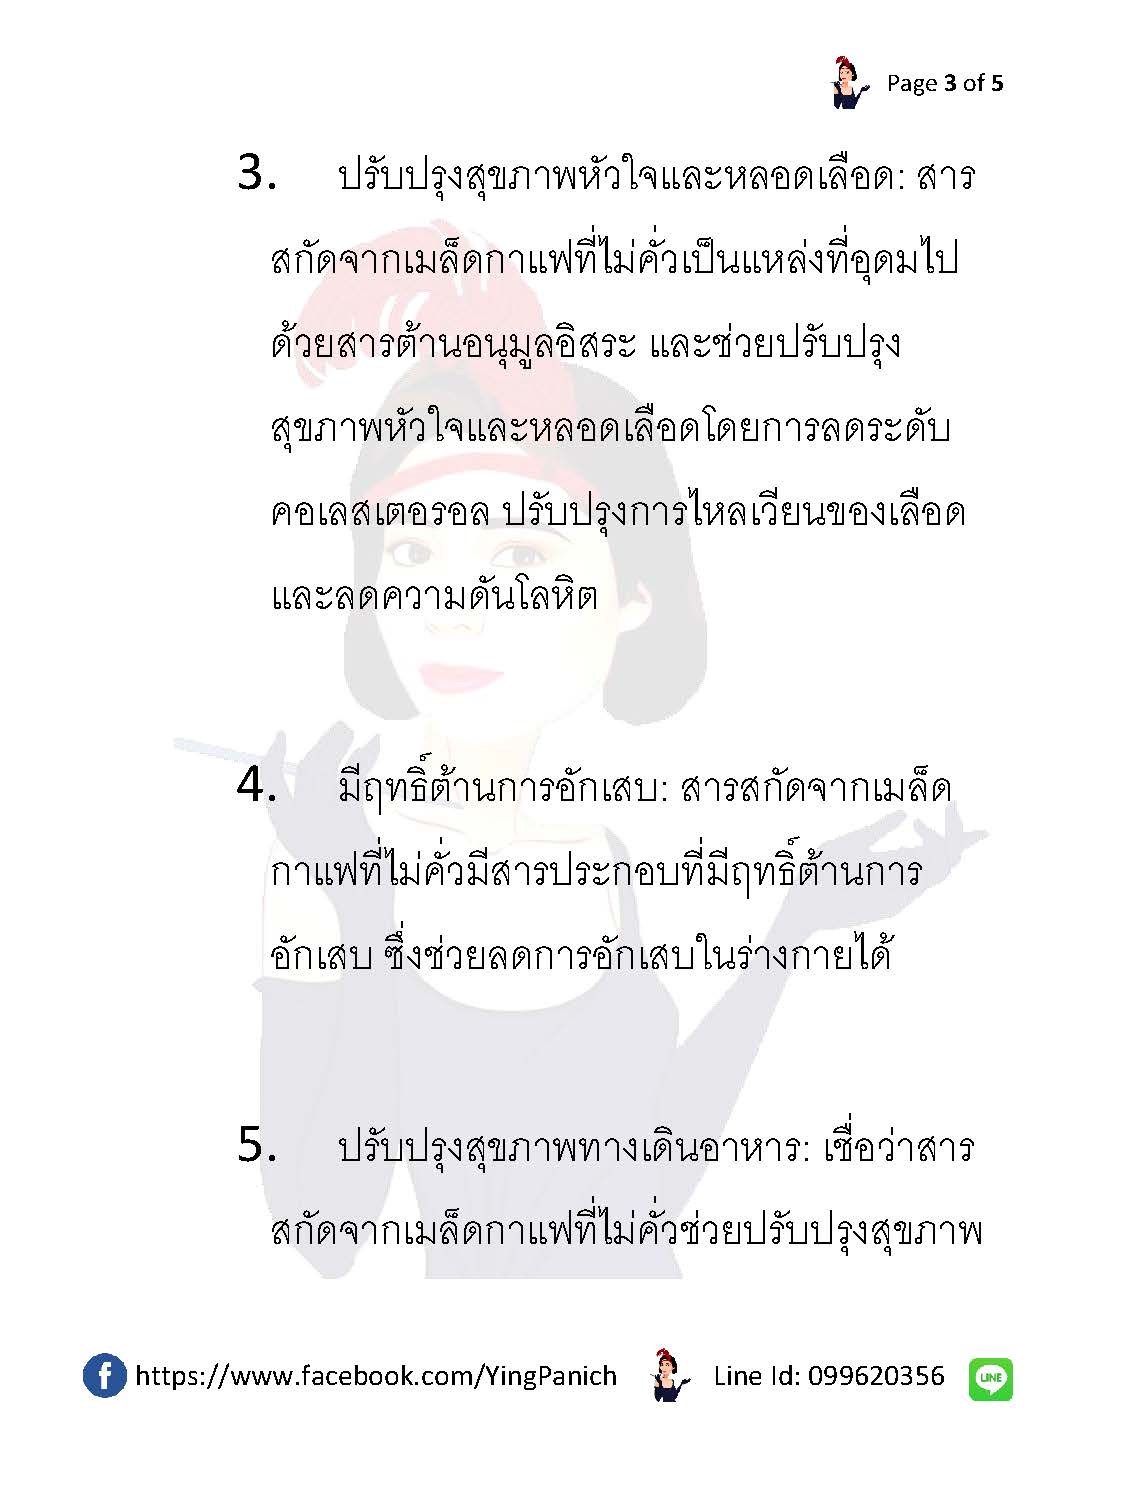 Page 3 of 5
3. ปรับปรุงสุขภาพหัวใจและหลอดเลือด: สาร
สกัดจากเมล็ดกาแฟที่ไม่คั่วเป็นแหล่งที่อุดมไป
ด้วยสารต้านอนุมูลอิสระ และช่วยปรับปรุง
สุขภาพหัวใจและหลอดเลือดโดยการลดระดับ
คอเลสเตอรอล ปรับปรุงการไหลเวียนของเลือด
และลดความดันโลหิต
4. มีฤทธิ์ต้านการอักเสบ: สารสกัดจากเมล็ด
กาแฟที่ไม่คั่วมีสารประกอบที่มีฤทธิ์ต้านการ
อักเสบ ซึ่งช่วยลดการอักเสบในร่างกายได้
5. ปรับปรุงสุขภาพทางเดินอาหาร: เชื่อว่าสาร
สกัดจากเมล็ดกาแฟที่ไม่คั่วช่วยปรับปรุงสุขภาพ
https://www.facebook.com/YingPanich Line Id: 099620356 LINE